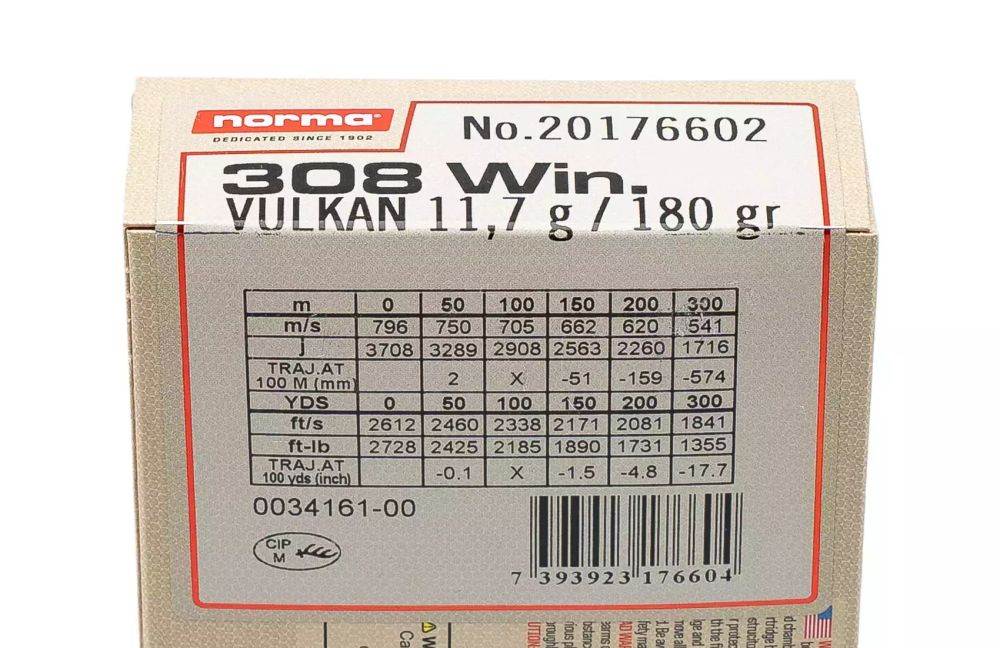 norma
DEDICATED SINCE 1902
No.20176602
308 Win.
VULKAN 11,7 g / 180 gr
m 0 50 100 150 200 300
m/s 796 750 705 662 620 541
J 3708 3289 2908 2563 2260 1716
TRAJ.AT
100 M (mm) 2 X -51 -159 -574
YDS 0 50 100 150 200 300
ft/s 2612 2460 2338 2171 2081 1841
ft-lb 2728 2425 2185 1890 1731 1355
TRAJ.AT
100 yds (inch) -0.1 X -1.5 -4.8 -17.7
0034161-00
CIP
M
7 393923 176604